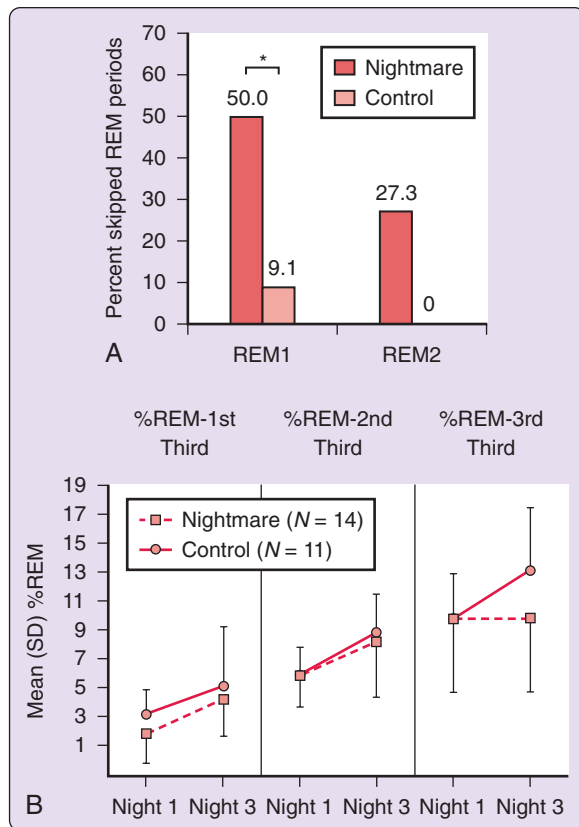 70
60
50
40
30
20
10
0
Percent skipped REM periods
*
Nightmare
Control
50.0
9.1
27.3
0
REM1
REM2
A
%REM-1st
Third
%REM-2nd
Third
%REM-3rd
Third
19
17
15
13
11
9
7
5
3
1
Mean (SD) %REM
Nightmare (N = 14)
Control (N = 11)
Night 1 Night 3 Night 1 Night 3 Night 1 Night 3
B